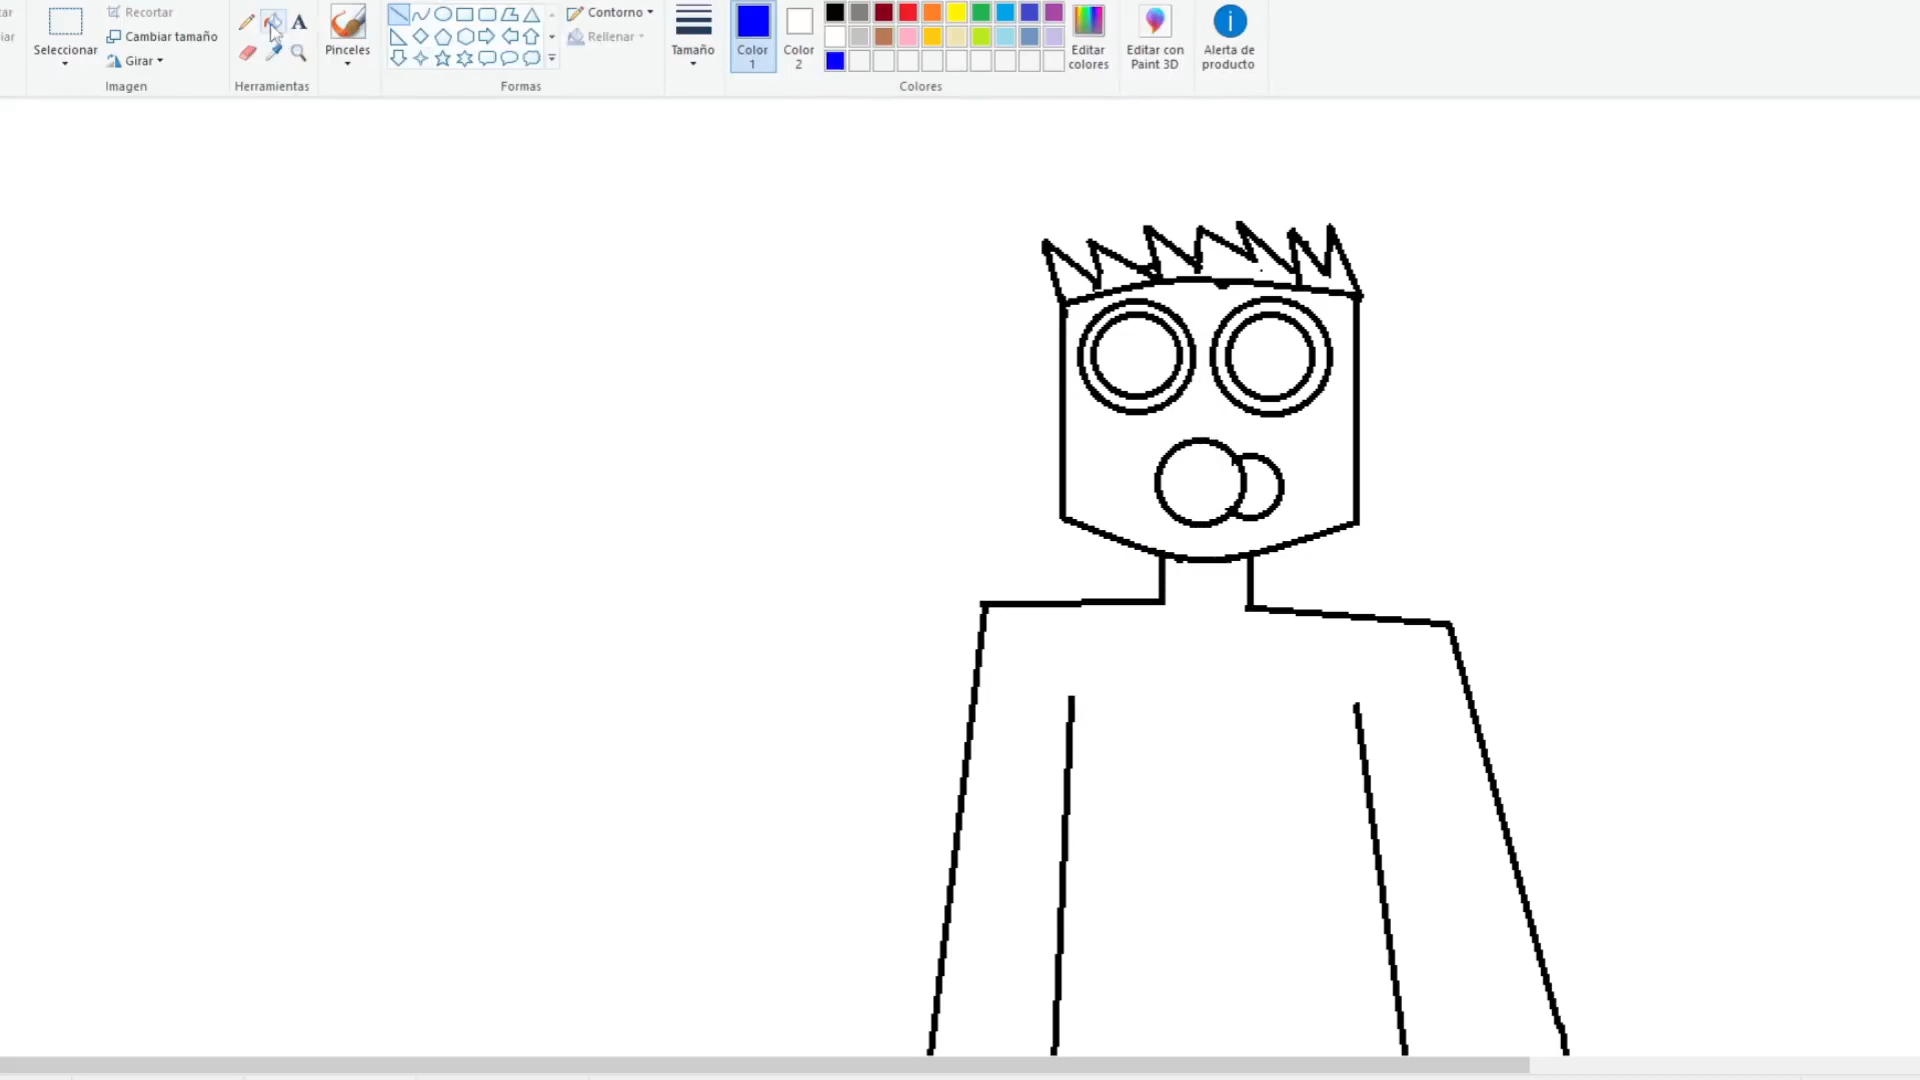 Recortar
Cambiar tamaño
Girar
Seleccionar
Imagen
A
Herramientas
Pinceles
Formas
Contorno
Rellenar
Tamaño
Color
1
Color
2
Colores
Editar
colores
Editar con
Paint 3D
Alerta de
producto